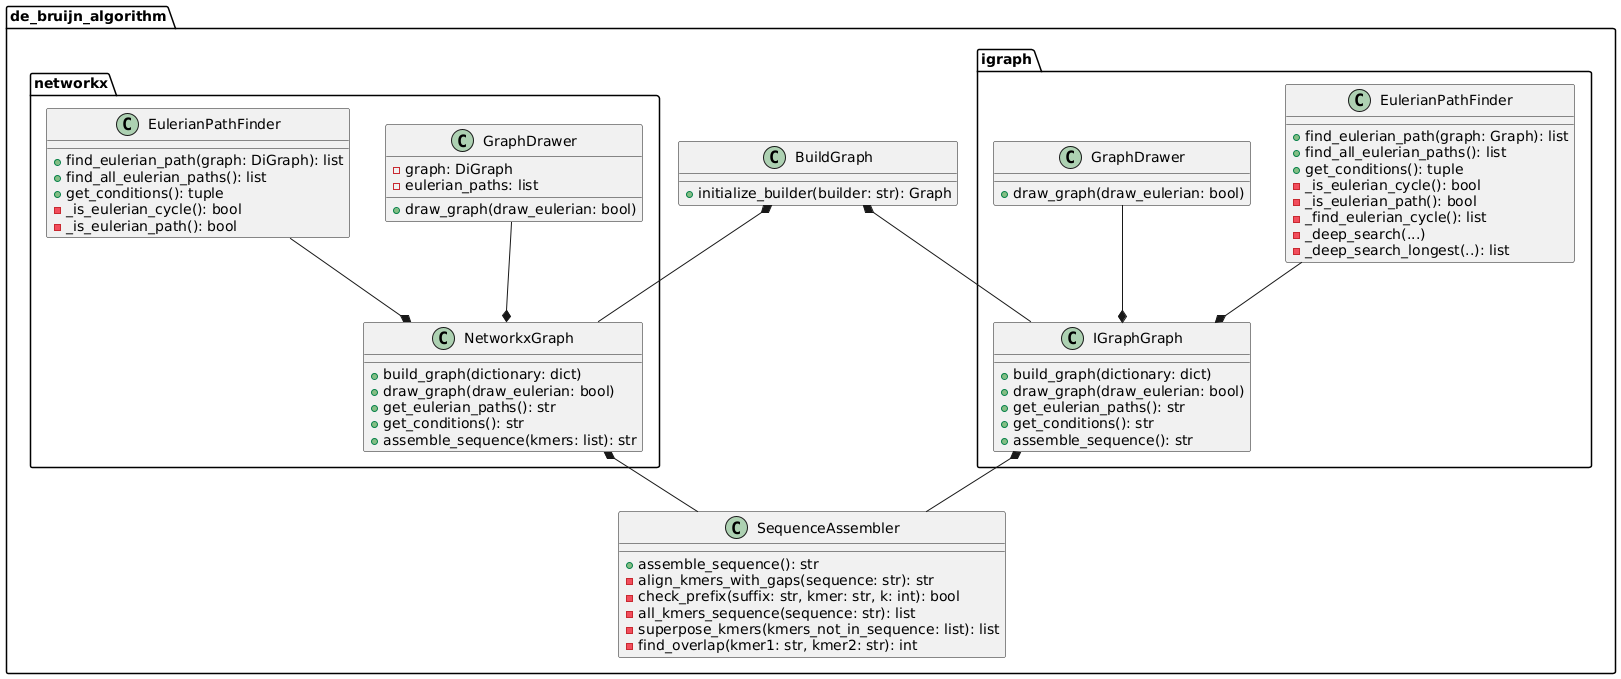 de_bruijn_algorithm
networkx
C EulerianPathFinder
find_eulerian_path(graph: DiGraph): list
find_all_eulerian_paths(): list
get_conditions(): tuple
_is_eulerian_cycle(): bool
_is_eulerian_path(): bool
C GraphDrawer
graph: DiGraph
eulerian_paths: list
draw_graph(draw_eulerian: bool)
C BuildGraph
initialize_builder(builder: str): Graph
igraph
C GraphDrawer
draw_graph(draw_eulerian: bool)
C EulerianPathFinder
find_eulerian_path(graph: Graph): list
find_all_eulerian_paths(): list
get_conditions(): tuple
_is_eulerian_cycle(): bool
_is_eulerian_path(): bool
_find_eulerian_cycle(): list
_deep_search(...)
_deep_search_longest(..): list
C NetworkxGraph
build_graph(dictionary: dict)
draw_graph(draw_eulerian: bool)
get_eulerian_paths(): str
get_conditions(): str
assemble_sequence(kmers: list): str
C IGraphGraph
build_graph(dictionary: dict)
draw_graph(draw_eulerian: bool)
get_eulerian_paths(): str
get_conditions(): str
assemble_sequence(): str
C SequenceAssembler
assemble_sequence(): str
align_kmers_with_gaps(sequence: str): str
check_prefix(suffix: str, kmer: str, k: int): bool
all_kmers_sequence(sequence: str): list
superpose_kmers(kmers_not_in_sequence: list): list
find_overlap(kmer1: str, kmer2: str): int